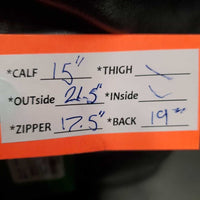 *CALF 15" *THIGH
*OUTside 21.5" *INside
*ZIPPER 17.5" *BACK 19"